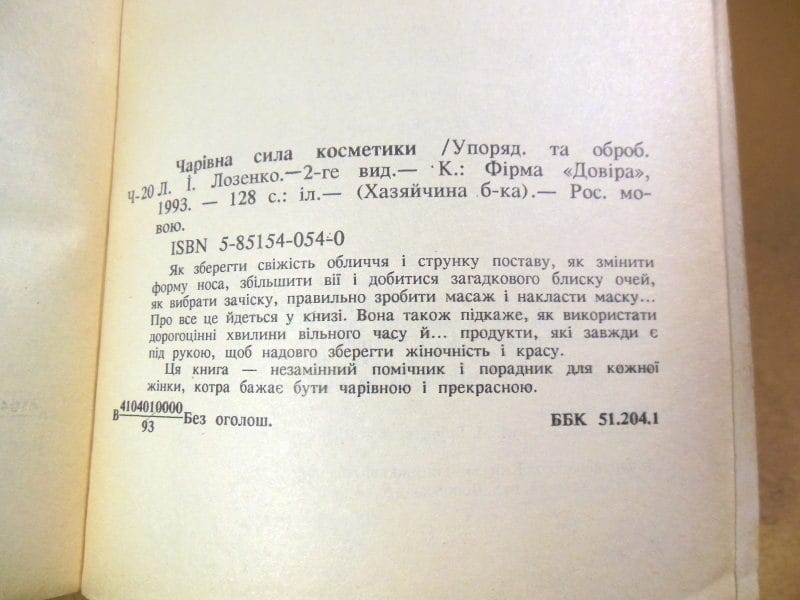 Чарівна сила косметики /Упоряд. та оброб.
Ч-20 Л. І. Лозенко.—2-ге вид.— К.: Фірма «Довіра»,
1993. — 128 с.: іл.— (Хазяйчина б-ка).— Рос. мо-
вою.
ISBN 5-85154-054-0
Як зберегти свіжість обличчя і струнку поставу, як змінити
форму носа, збільшити вії і добитися загадкового блиску очей,
як вибрати зачіску, правильно зробити масаж і накласти маску...
Про все це йдеться у книзі. Вона також підкаже, як використати
дорогоцінні хвилини вільного часу й... продукти, які завжди є
під рукою, щоб надовго зберегти жіночність і красу.
Ця книга — незамінний помічник і порадник для кожної
жінки, котра бажає бути чарівною і прекрасною.
В 4104010000
93 Без оголош. ББК 51.204.1